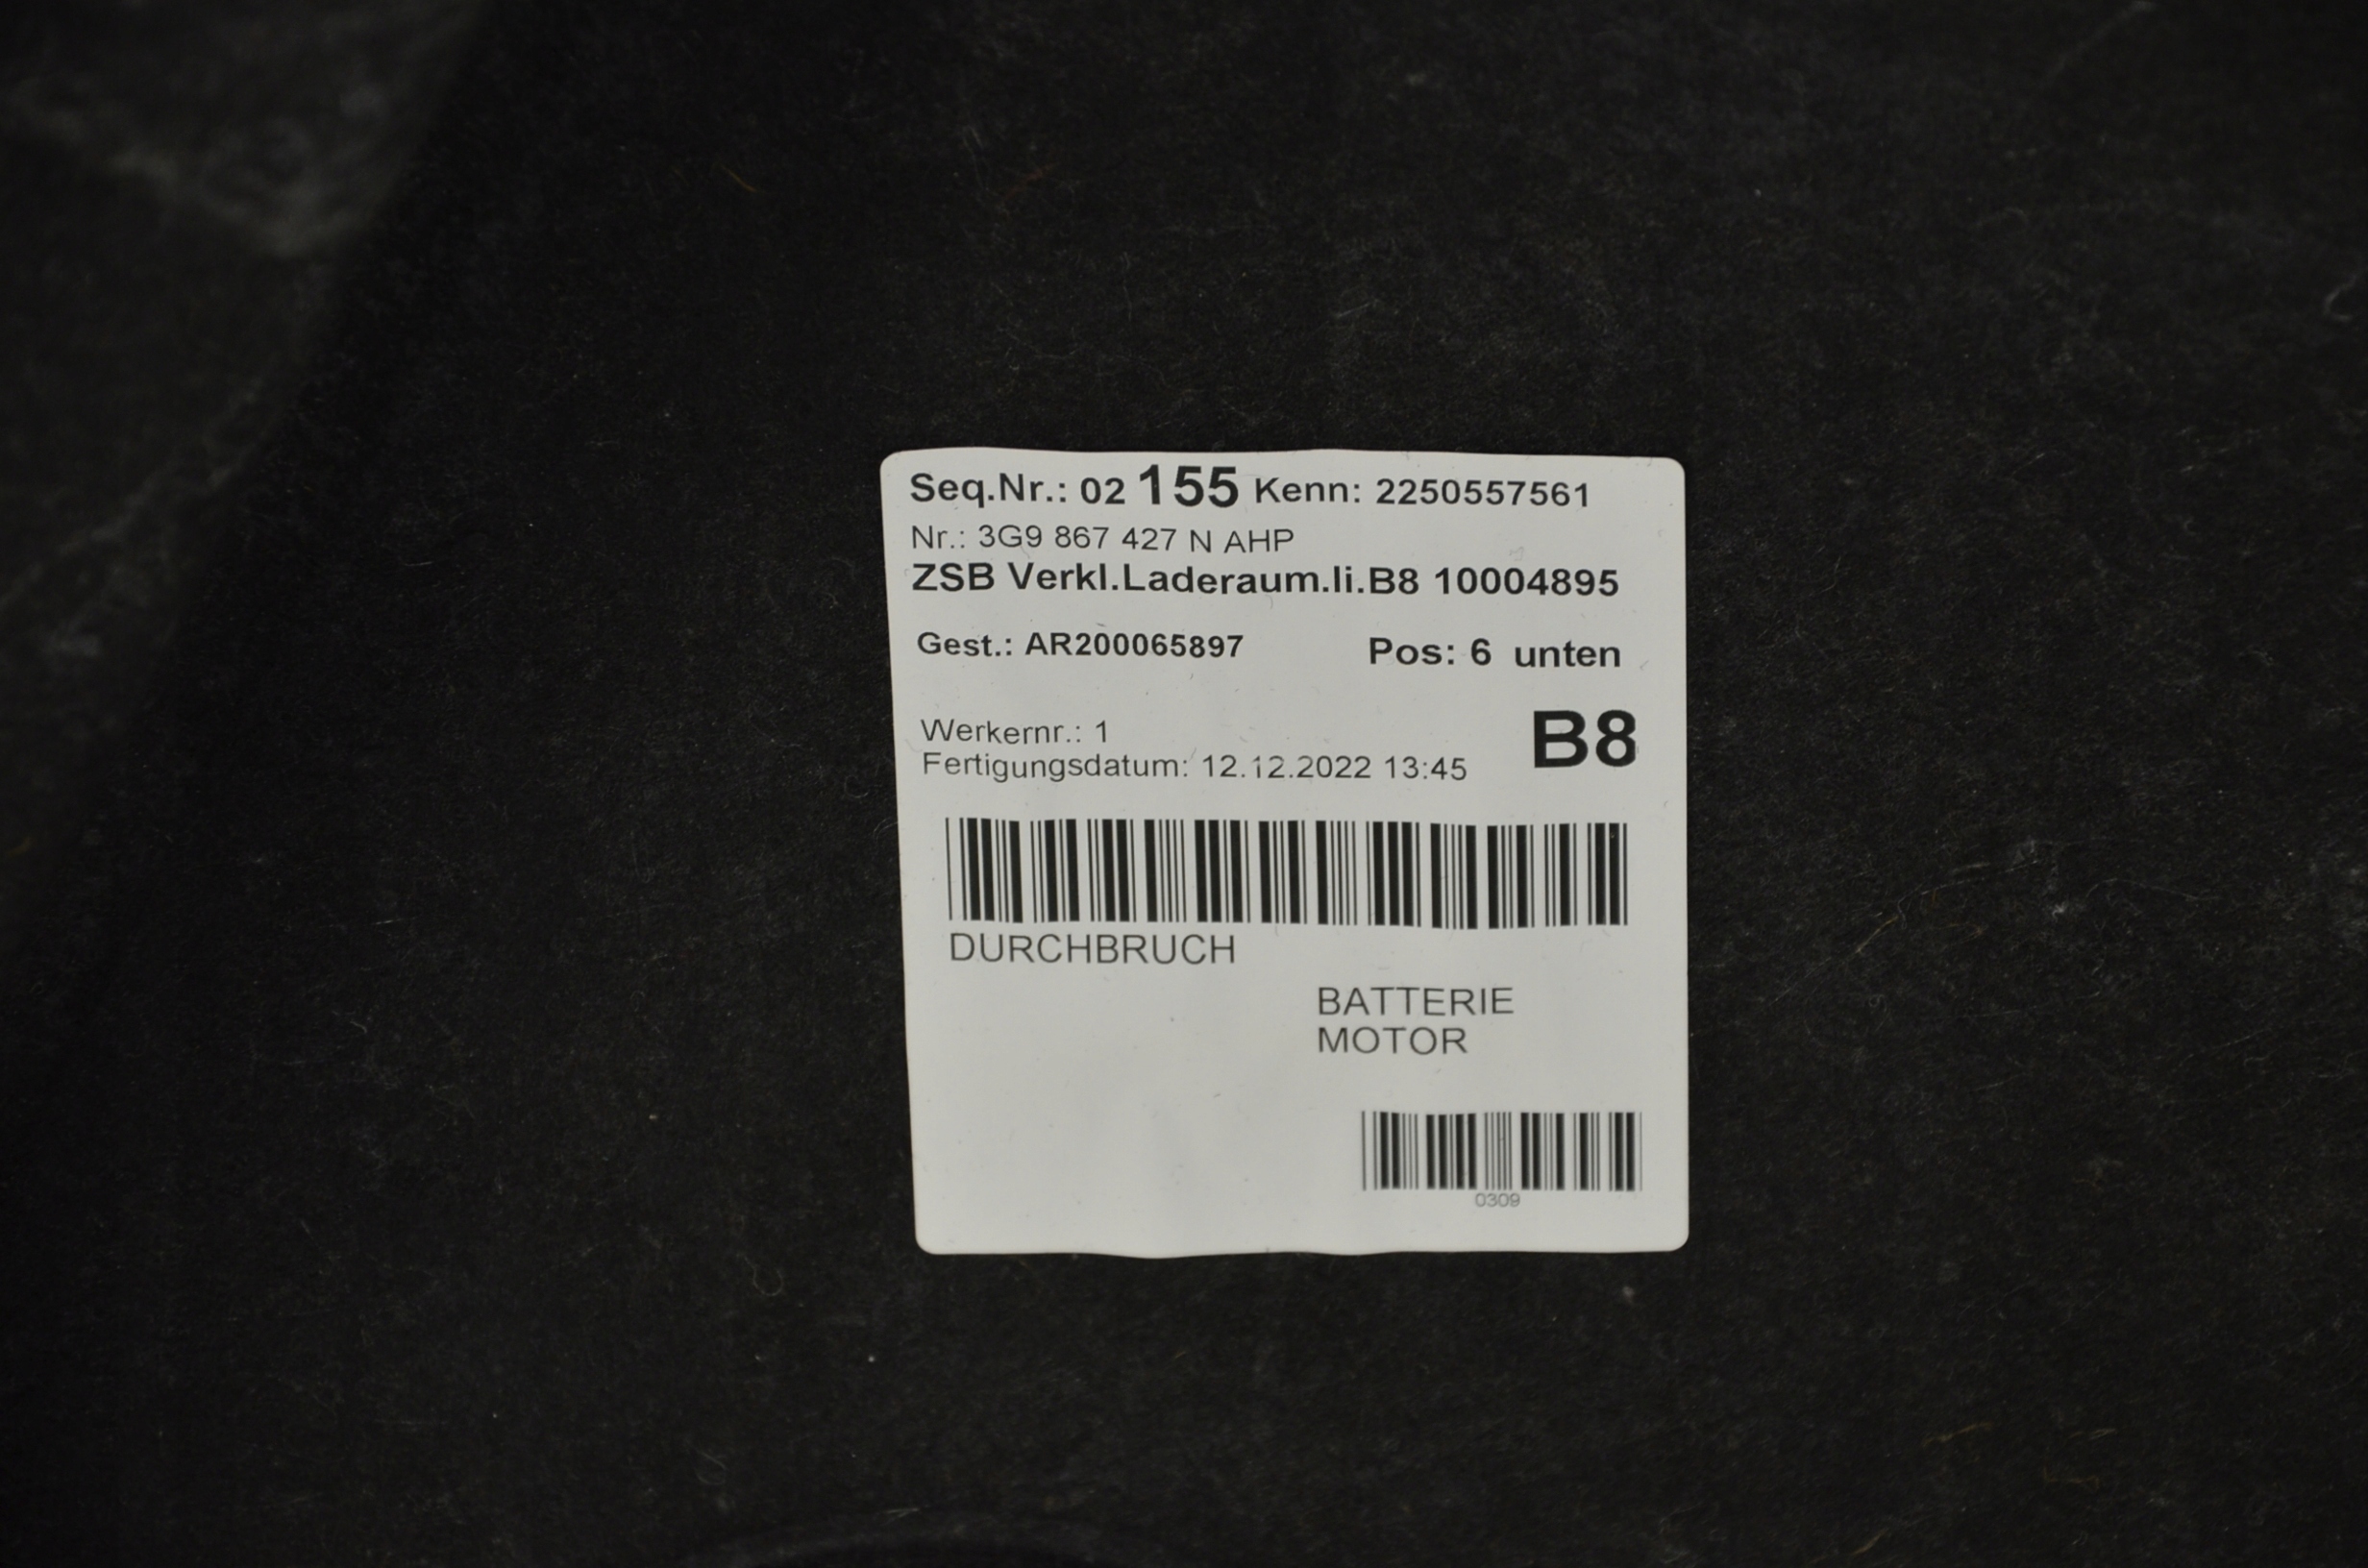 Seq.Nr.: 02 155 Kenn: 2250557561
Nr.: 3G9 867 427 N AHP
ZSB Verkl.Laderaum.li.B8 10004895
Gest.: AR200065897 Pos: 6 unten
Werkernr.: 1
B8
Fertigungsdatum: 12.12.2022 13:45
DURCHBRUCH
BATTERIE
MOTOR
0309